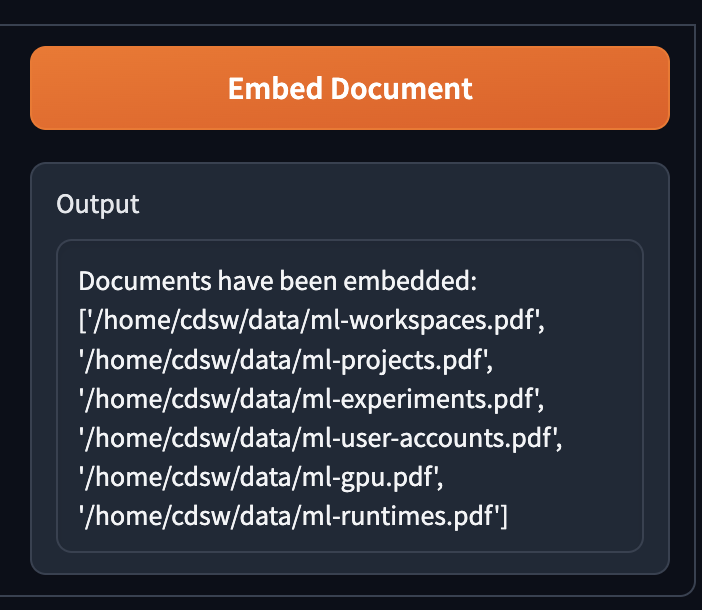 Embed Document
Output
Documents have been embedded:
['/home/cdsw/data/ml-workspaces.pdf',
'/home/cdsw/data/ml-projects.pdf',
'/home/cdsw/data/ml-experiments.pdf',
'/home/cdsw/data/ml-user-accounts.pdf',
'/home/cdsw/data/ml-gpu.pdf',
'/home/cdsw/data/ml-runtimes.pdf']